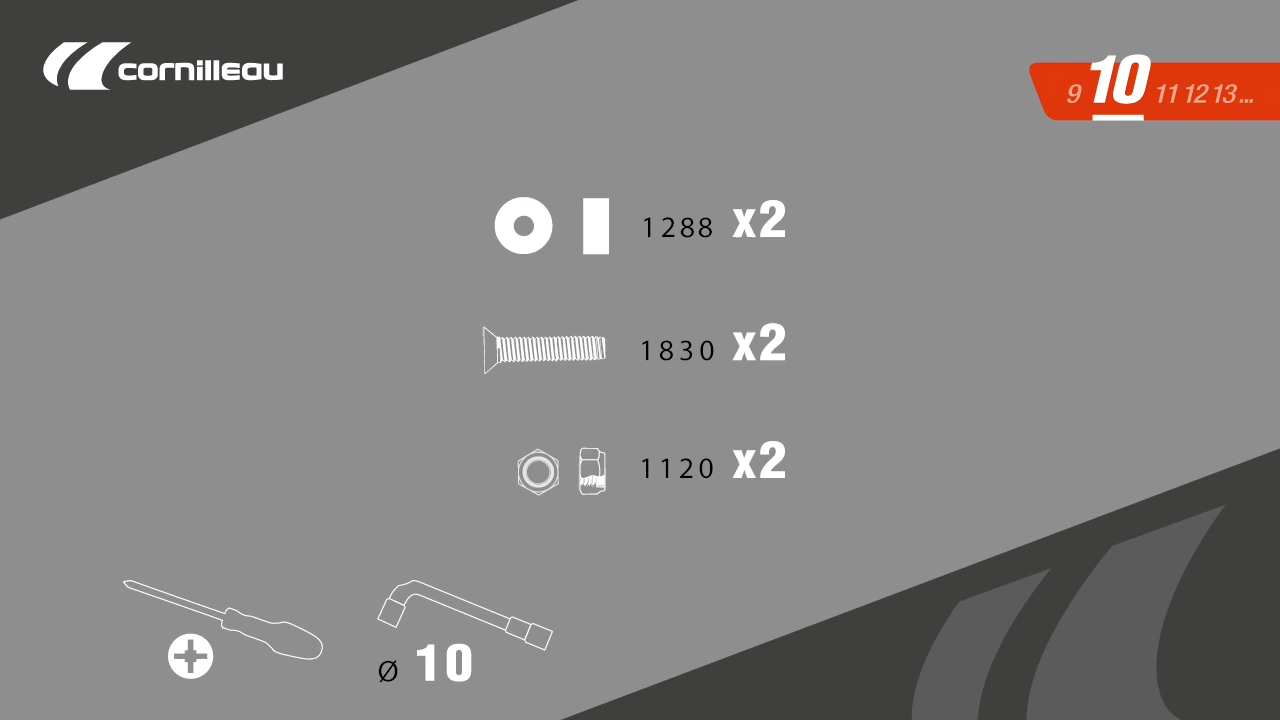 cornilleau
9 10 11 12 13...
1288 x2
1830 x2
1120 x2
Ø 10